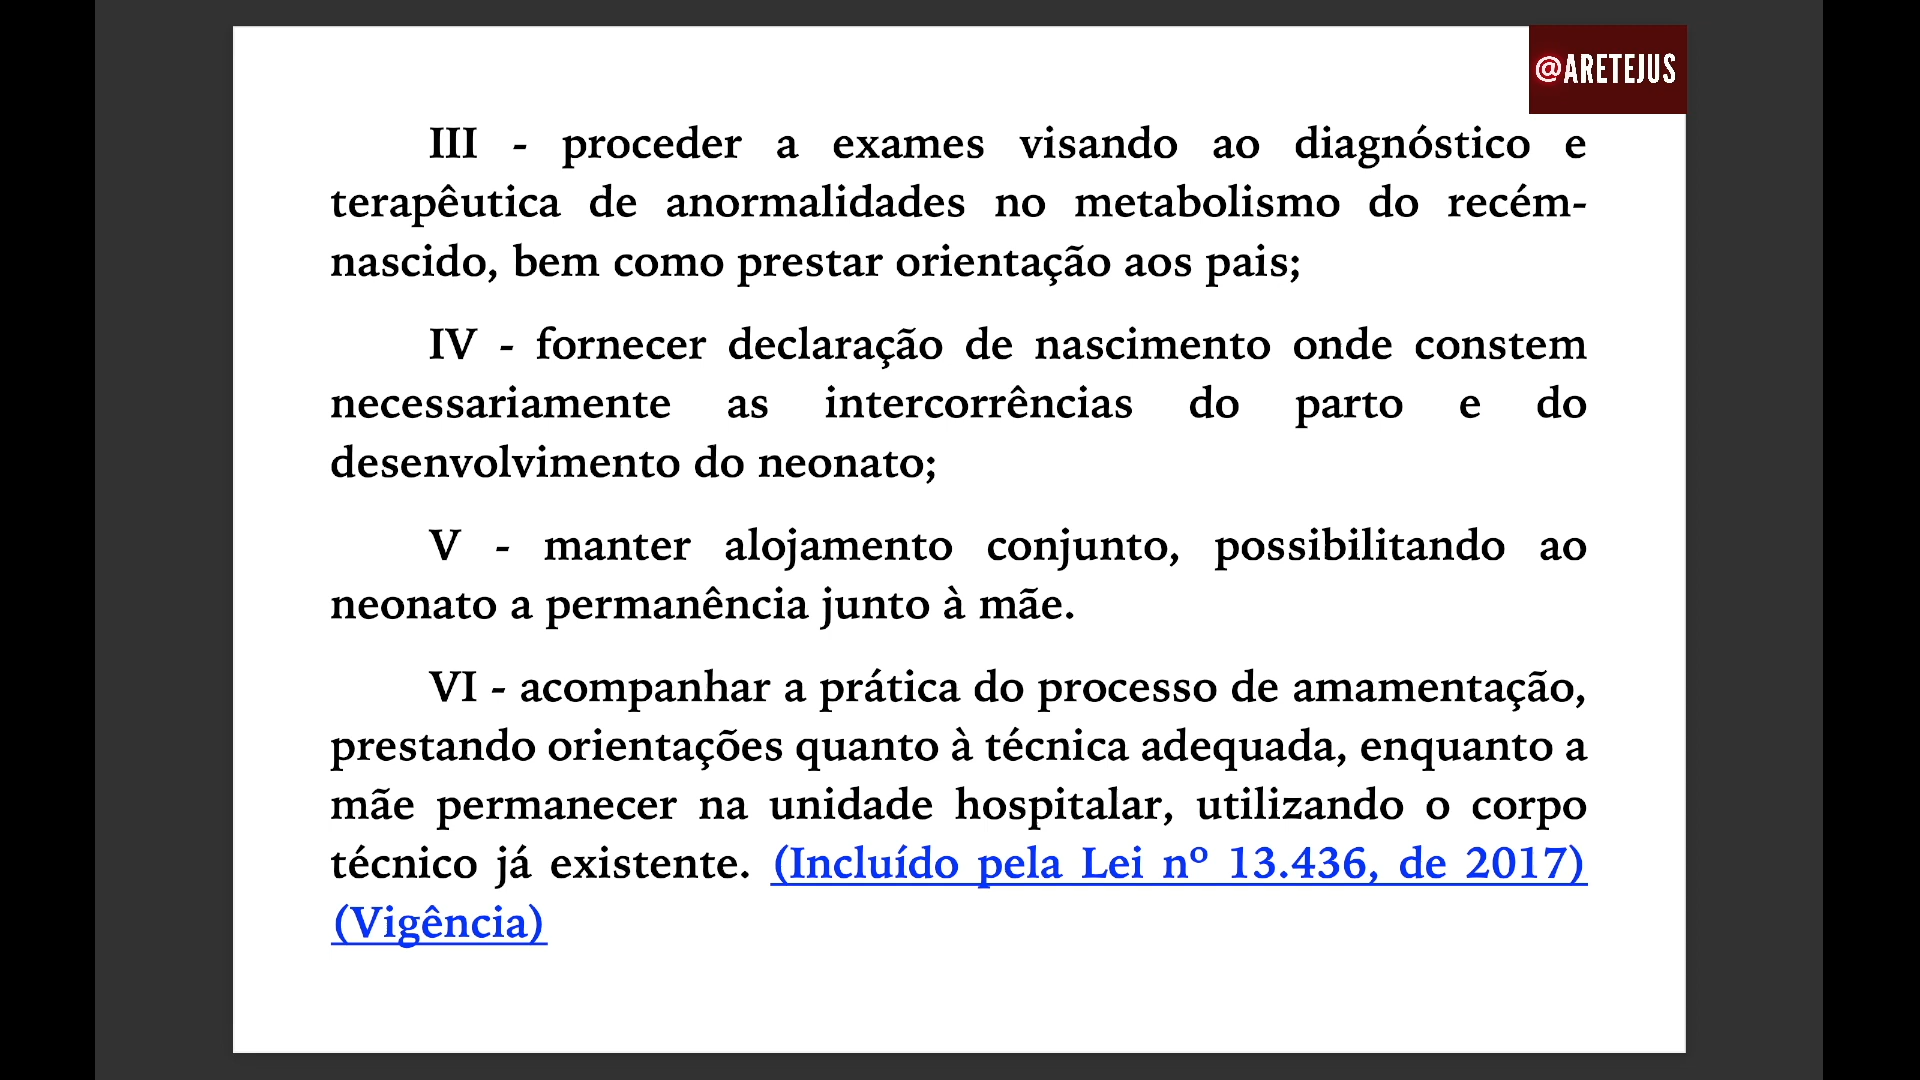 @ARETEJUS
III - proceder a exames visando ao diagnóstico e
terapêutica de anormalidades no metabolismo do recém-
nascido, bem como prestar orientação aos pais;
IV - fornecer declaração de nascimento onde constem
necessariamente as intercorrências do parto e do
desenvolvimento do neonato;
V - manter alojamento conjunto, possibilitando ao
neonato a permanência junto à mãe.
VI - acompanhar a prática do processo de amamentação,
prestando orientações quanto à técnica adequada, enquanto a
mãe permanecer na unidade hospitalar, utilizando o corpo
técnico já existente. (Incluído pela Lei nº 13.436, de 2017)
(Vigência)